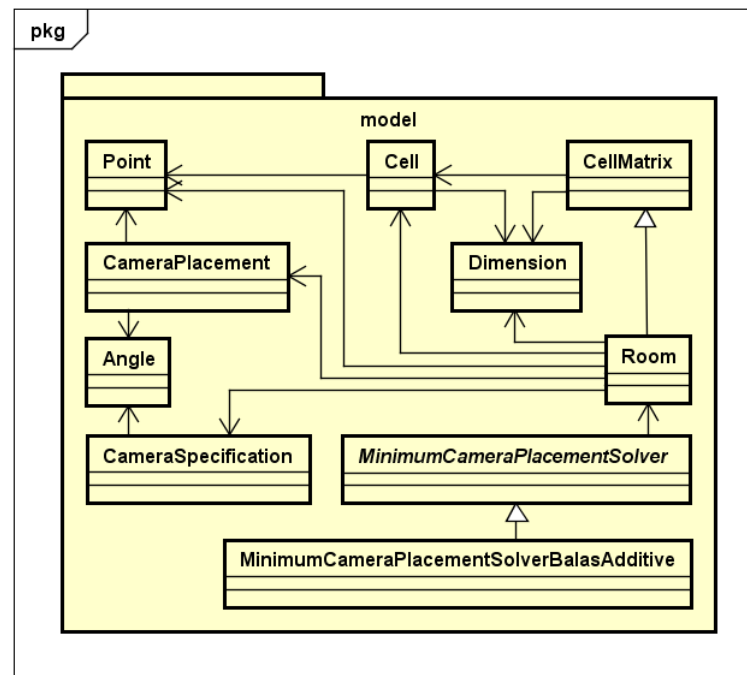 pkg
model
Point
Cell
CellMatrix
CameraPlacement
Dimension
Angle
Room
CameraSpecification
MinimumCameraPlacementSolver
MinimumCameraPlacementSolverBalasAdditive